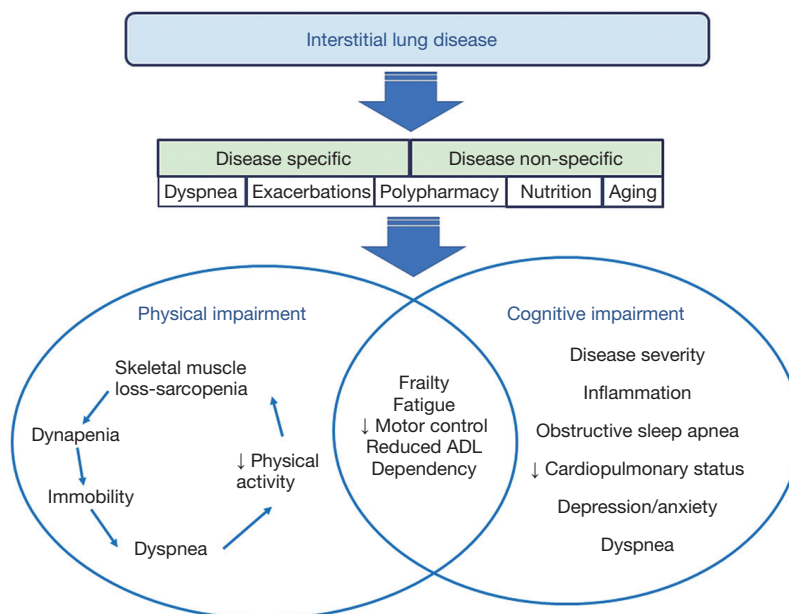 Interstitial lung disease
Disease specific
Disease non-specific
Dyspnea
Exacerbations
Polypharmacy
Nutrition
Aging
Physical impairment
Skeletal muscle
loss-sarcopenia
Dynapenia
Immobility
Dyspnea
↓ Physical
activity
Frailty
Fatigue
↓ Motor control
Reduced ADL
Dependency
Cognitive impairment
Disease severity
Inflammation
Obstructive sleep apnea
↓ Cardiopulmonary status
Depression/anxiety
Dyspnea